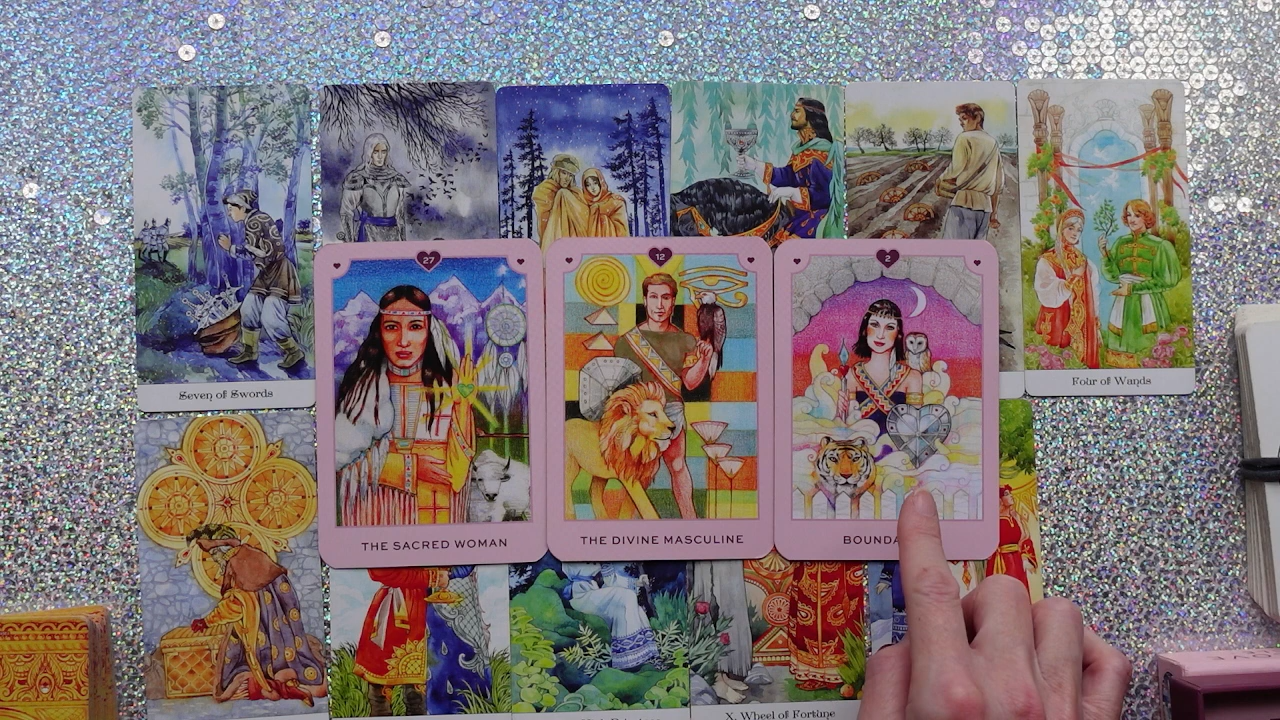 Seven of Swords
Four of Wands
27
12
2
THE SACRED WOMAN
THE DIVINE MASCULINE
X. Wheel of Fortune